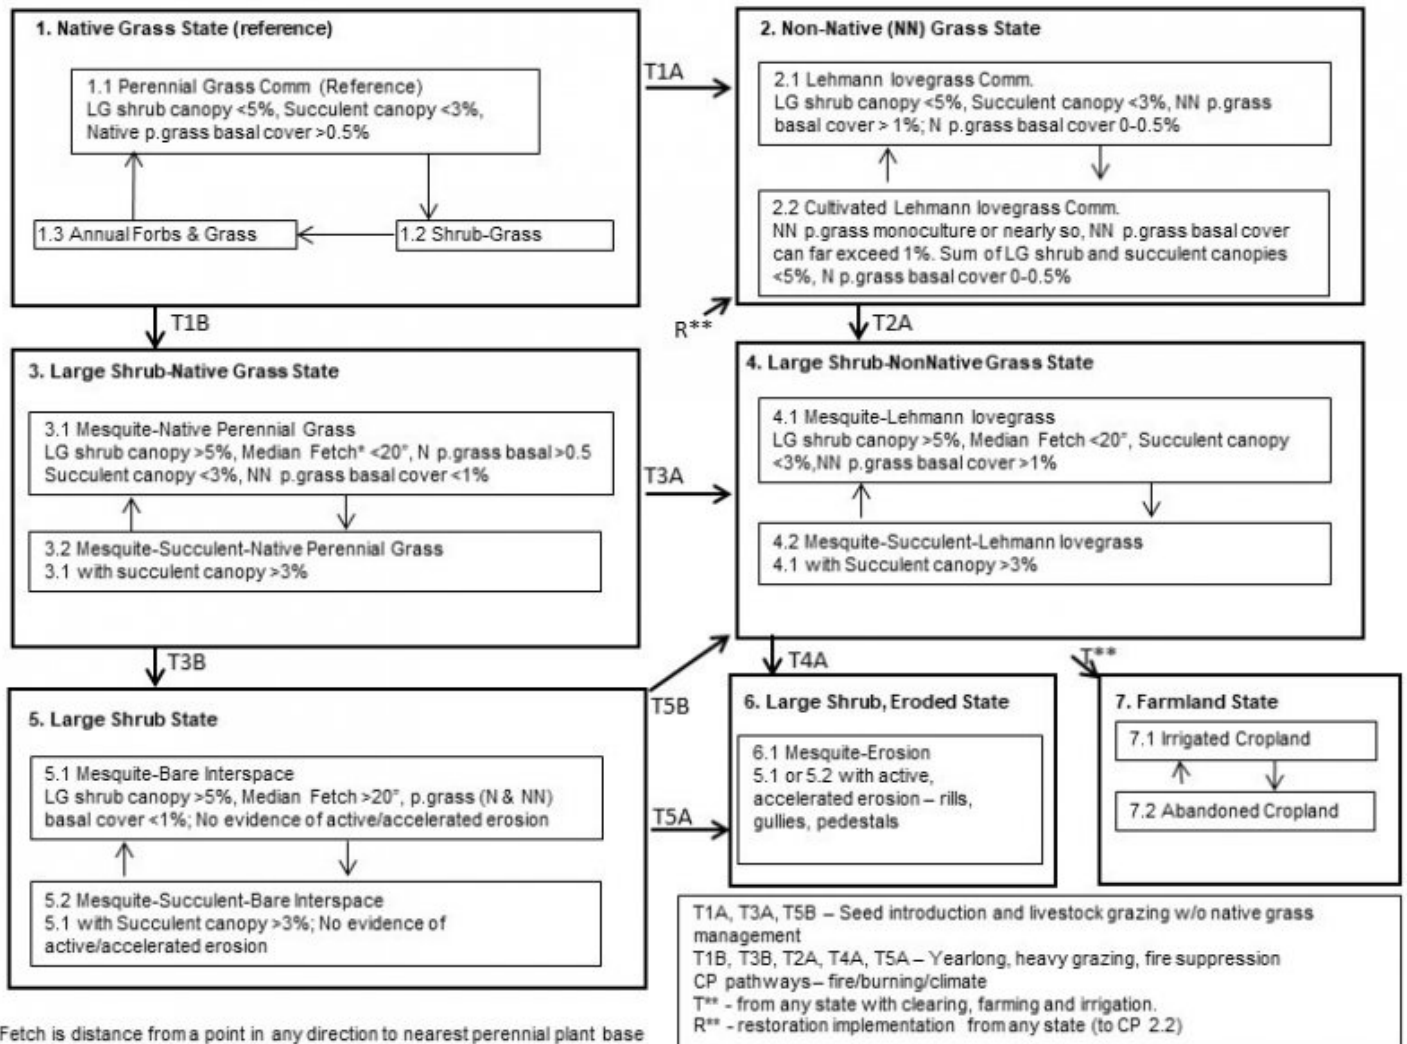 1. Native Grass State (reference)
1.1 Perennial Grass Comm (Reference)
LG shrub canopy <5%, Succulent canopy <3%,
Native p.grass basal cover >0.5%
1.3 Annual Forbs & Grass
1.2 Shrub-Grass
T1A
2. Non-Native (NN) Grass State
2.1 Lehmann lovegrass Comm.
LG shrub canopy <5%, Succulent canopy <3%, NN p.grass
basal cover > 1%; N p.grass basal cover 0-0.5%
2.2 Cultivated Lehmann lovegrass Comm.
NN p.grass monoculture or nearly so, NN p.grass basal cover
can far exceed 1%. Sum of LG shrub and succulent canopies
<5%, N p.grass basal cover 0-0.5%
T1B
R**
T2A
3. Large Shrub-Native Grass State
3.1 Mesquite-Native Perennial Grass
LG shrub canopy >5%, Median Fetch* <20", N p.grass basal >0.5
Succulent canopy <3%, NN p.grass basal cover <1%
3.2 Mesquite-Succulent-Native Perennial Grass
3.1 with succulent canopy >3%
T3A
4. Large Shrub-NonNative Grass State
4.1 Mesquite-Lehmann lovegrass
LG shrub canopy >5%, Median Fetch <20", Succulent canopy
<3%,NN p.grass basal cover >1%
4.2 Mesquite-Succulent-Lehmann lovegrass
4.1 with Succulent canopy >3%
T3B
T4A
T**
5. Large Shrub State
5.1 Mesquite-Bare Interspace
LG shrub canopy >5%, Median Fetch >20", p.grass (N & NN)
basal cover <1%; No evidence of active/accelerated erosion
5.2 Mesquite-Succulent-Bare Interspace
5.1 with Succulent canopy >3%; No evidence of
active/accelerated erosion
T5B
T5A
6. Large Shrub, Eroded State
6.1 Mesquite-Erosion
5.1 or 5.2 with active,
accelerated erosion – rills,
gullies, pedestals
7. Farmland State
7.1 Irrigated Cropland
7.2 Abandoned Cropland
T1A, T3A, T5B – Seed introduction and livestock grazing w/o native grass
management
T1B, T3B, T2A, T4A, T5A – Yearlong, heavy grazing, fire suppression
CP pathways – fire/burning/climate
T** - from any state with clearing, farming and irrigation.
R** - restoration implementation from any state (to CP 2.2)
Fetch is distance from a point in any direction to nearest perennial plant base